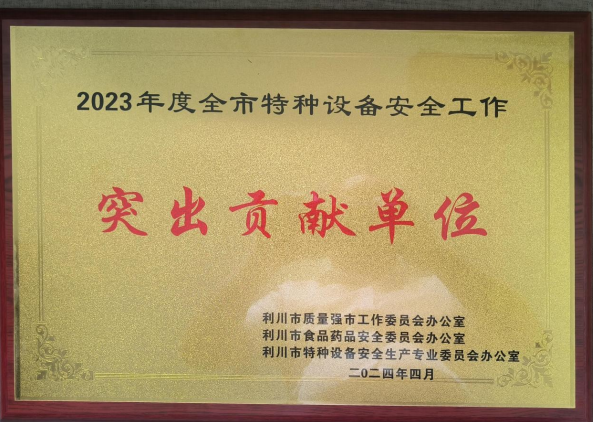 2023年度全市特种设备安全工作
突出贡献单位
利川市质量强市工作委员会办公室
利川市食品药品安全委员会办公室
利川市特种设备安全生产专业委员会办公室
二0二四年四月